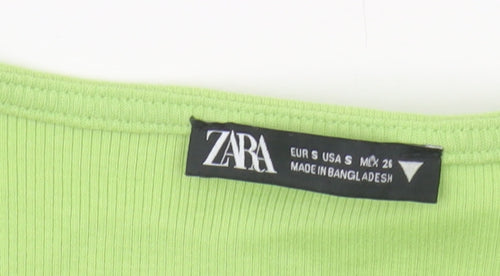 ZARA
EUR S USA S MEX 26
MADE IN BANGLADESH